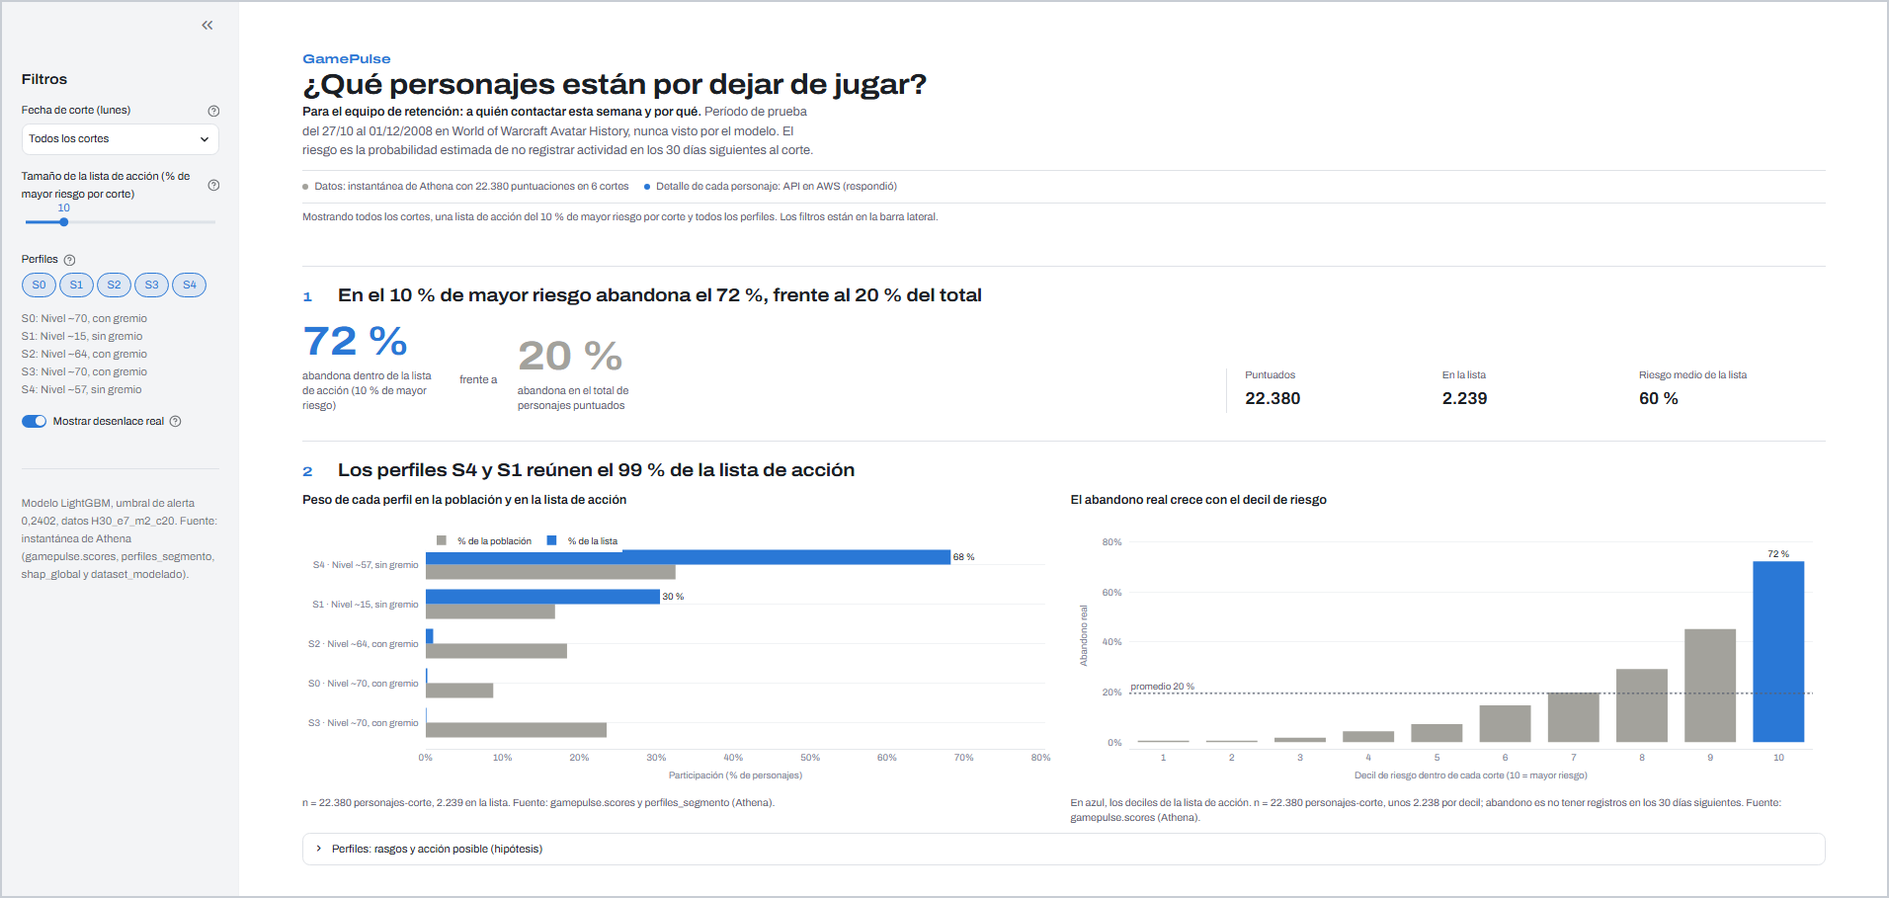 Filtros
Fecha de corte (lunes)
Todos los cortes
Tamaño de la lista de acción (% de
mayor riesgo por corte)
10
Perfiles
S0 S1 S2 S3 S4
S0: Nivel ~70, con gremio
S1: Nivel ~15, sin gremio
S2: Nivel ~64, con gremio
S3: Nivel ~70, con gremio
S4: Nivel ~57, sin gremio
Mostrar desenlace real
Modelo LightGBM, umbral de alerta
0,2402, datos H30_e7_m2_c20. Fuente:
instantánea de Athena
(gamepulse.scores, perfiles_segmento,
shap_global y dataset_modelado).
GamePulse
¿Qué personajes están por dejar de jugar?
Para el equipo de retención: a quién contactar esta semana y por qué. Período de prueba
del 27/10 al 01/12/2008 en World of Warcraft Avatar History, nunca visto por el modelo. El
riesgo es la probabilidad estimada de no registrar actividad en los 30 días siguientes al corte.
Datos: instantánea de Athena con 22.380 puntuaciones en 6 cortes Detalle de cada personaje: API en AWS (respondió)
Mostrando todos los cortes, una lista de acción del 10 % de mayor riesgo por corte y todos los perfiles. Los filtros están en la barra lateral.
1 En el 10 % de mayor riesgo abandona el 72 %, frente al 20 % del total
72 %
abandona dentro de la lista
de acción (10 % de mayor
riesgo)
frente a
20 %
abandona en el total de
personajes puntuados
Puntuados
22.380
En la lista
2.239
Riesgo medio de la lista
60 %
2 Los perfiles S4 y S1 reúnen el 99 % de la lista de acción
Peso de cada perfil en la población y en la lista de acción
% de la población % de la lista
S4 · Nivel ~57, sin gremio 68 %
S1 · Nivel ~15, sin gremio 30 %
S2 · Nivel ~64, con gremio
S0 · Nivel ~70, con gremio
S3 · Nivel ~70, con gremio
0% 10% 20% 30% 40% 50% 60% 70% 80%
Participación (% de personajes)
n = 22.380 personajes-corte, 2.239 en la lista. Fuente: gamepulse.scores y perfiles_segmento (Athena).
El abandono real crece con el decil de riesgo
80%
60%
40%
20%
0%
Abandono real
promedio 20 %
72 %
1 2 3 4 5 6 7 8 9 10
Decil de riesgo dentro de cada corte (10 = mayor riesgo)
En azul, los deciles de la lista de acción. n = 22.380 personajes-corte, unos 2.238 por decil; abandono es no tener registros en los 30 días siguientes. Fuente:
gamepulse.scores (Athena).
Perfiles: rasgos y acción posible (hipótesis)